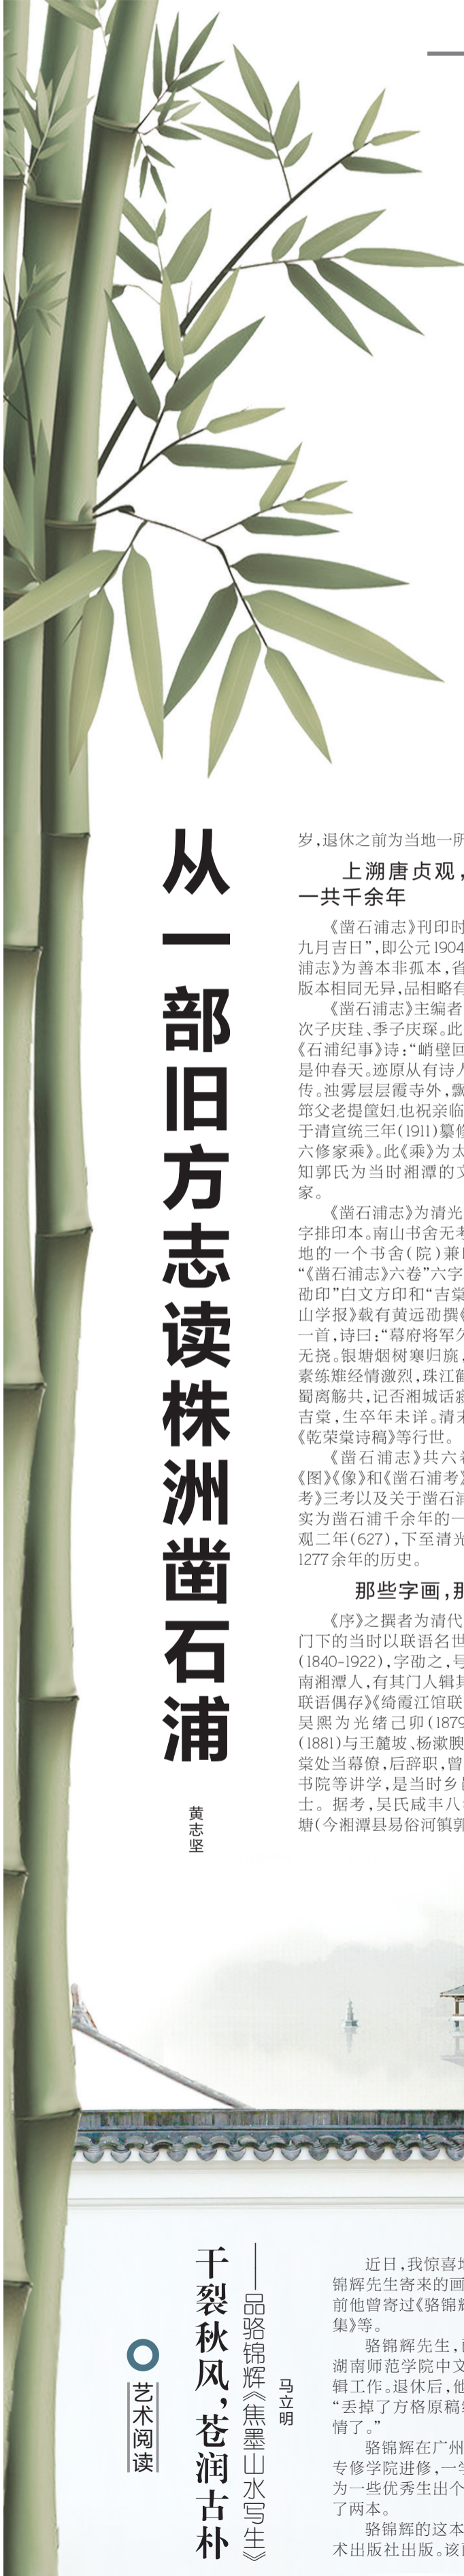 从一部旧方志读株洲凿石浦
黄志坚
岁，退休之前为当地一所
上溯唐贞观，
一共千余年
《凿石浦志》刊印时
九月吉日”，即公元1904
浦志》为善本非孤本，省
版本相同无异，品相略有
《凿石浦志》主编者
次子庆珪、季子庆琛。此
《石浦纪事》诗：“峭壁回
是仲春天。迹原从有诗人
传。浊雾层层霞寺外，飘
笃父老提筐妇，也祝亲临
于清宣统三年(1911)纂修
六修家乘》。此《乘》为太
知郭氏为当时湘潭的文
家。
《凿石浦志》为清光
字排印本。南山书舍无考
地的一个书舍(院)兼
“《凿石浦志》六卷”六字
劭印”白文方印和“吉棠
山学报》载有黄远劭撰《
一首，诗曰：“幕府将军久
无挠。银塘烟树寒归旐，
素练难经情激烈，珠江鹤
蜀离觞共，记否湘城话
吉棠，生卒年未详。清末
《乾荣棠诗稿》等行世。
《凿石浦志》共六卷
《图》《像》和《凿石浦考》
考》三考以及关于凿石浦
实为凿石浦千余年的一
观二年(627)，下至清光
1277余年的历史。
那些字画，那
《序》之撰者为清代
门下的当时以联语名世
(1840-1922)，字劭之，号
南湘潭人，有其门人辑其
联语偶存》《绮霞江馆联
吴熙为光绪己卯(1879
(1881)与王麓坡、杨漱腴
棠处当幕僚，后辞职，曾
书院等讲学，是当时乡
士。据考，吴氏咸丰八
塘(今湘潭县易俗河镇郭
艺术阅读
干裂秋风，苍润古朴
——品骆锦辉《焦墨山水写生》
马立明
近日，我惊喜地
锦辉先生寄来的画
前他曾寄过《骆锦辉
集》等。
骆锦辉先生，
湖南师范学院中文
辑工作。退休后，他
“丢掉了方格原稿纸
情了。”
骆锦辉在广州
专修学院进修，一学
为一些优秀生出个
了两本。
骆锦辉的这本
术出版社出版。该